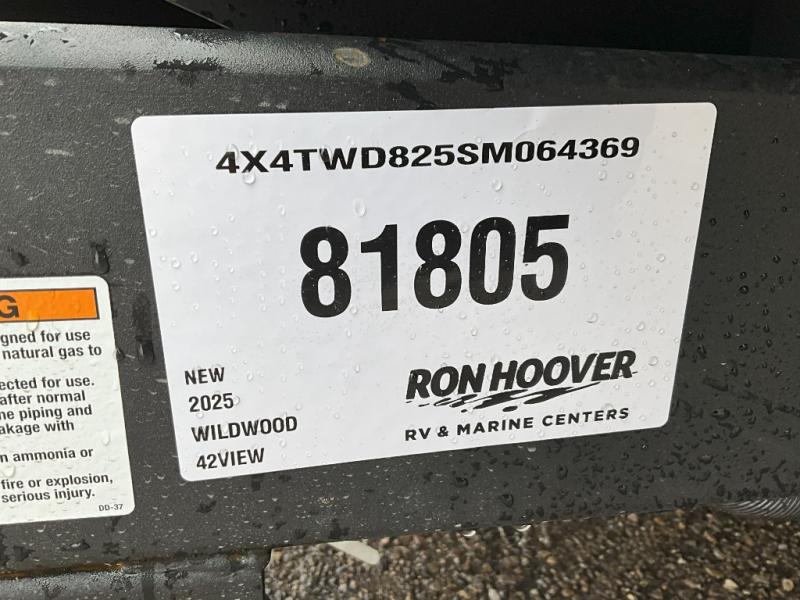 4X4TWD825SM064369
81805
NEW
2025
WILDWOOD
42VIEW
RON HOOVER
RV & MARINE CENTERS
G
gned for use
natural gas to
ected for use.
after normal
ne piping and
akage with
n ammonia or
fire or explosion,
serious injury.
DD-37